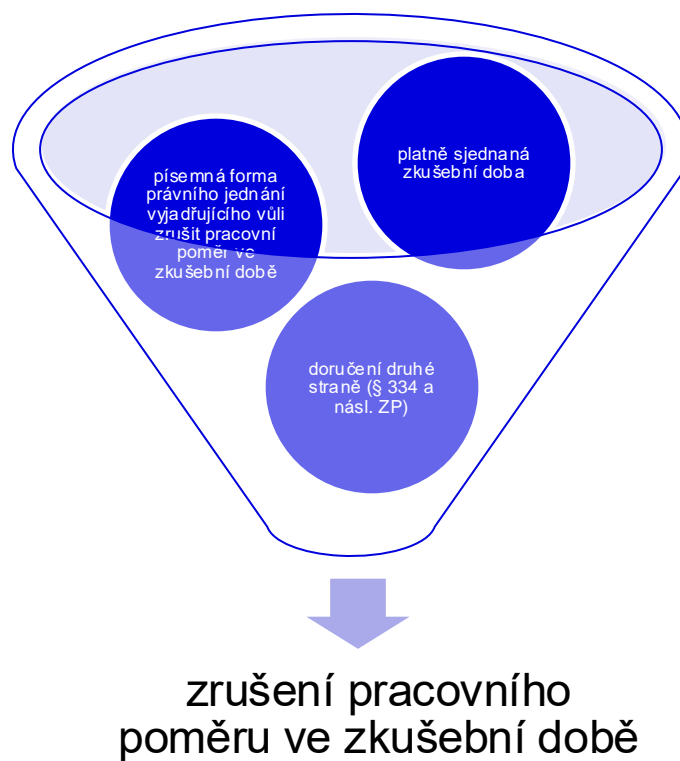 písemná forma
právního jednání
vyjadřujícího vůli
zrušit pracovní
poměr ve
zkušební době
platně sjednaná
zkušební doba
doručení druhé
straně (§ 334 a
násl. ZP)
zrušení pracovního
poměru ve zkušební době